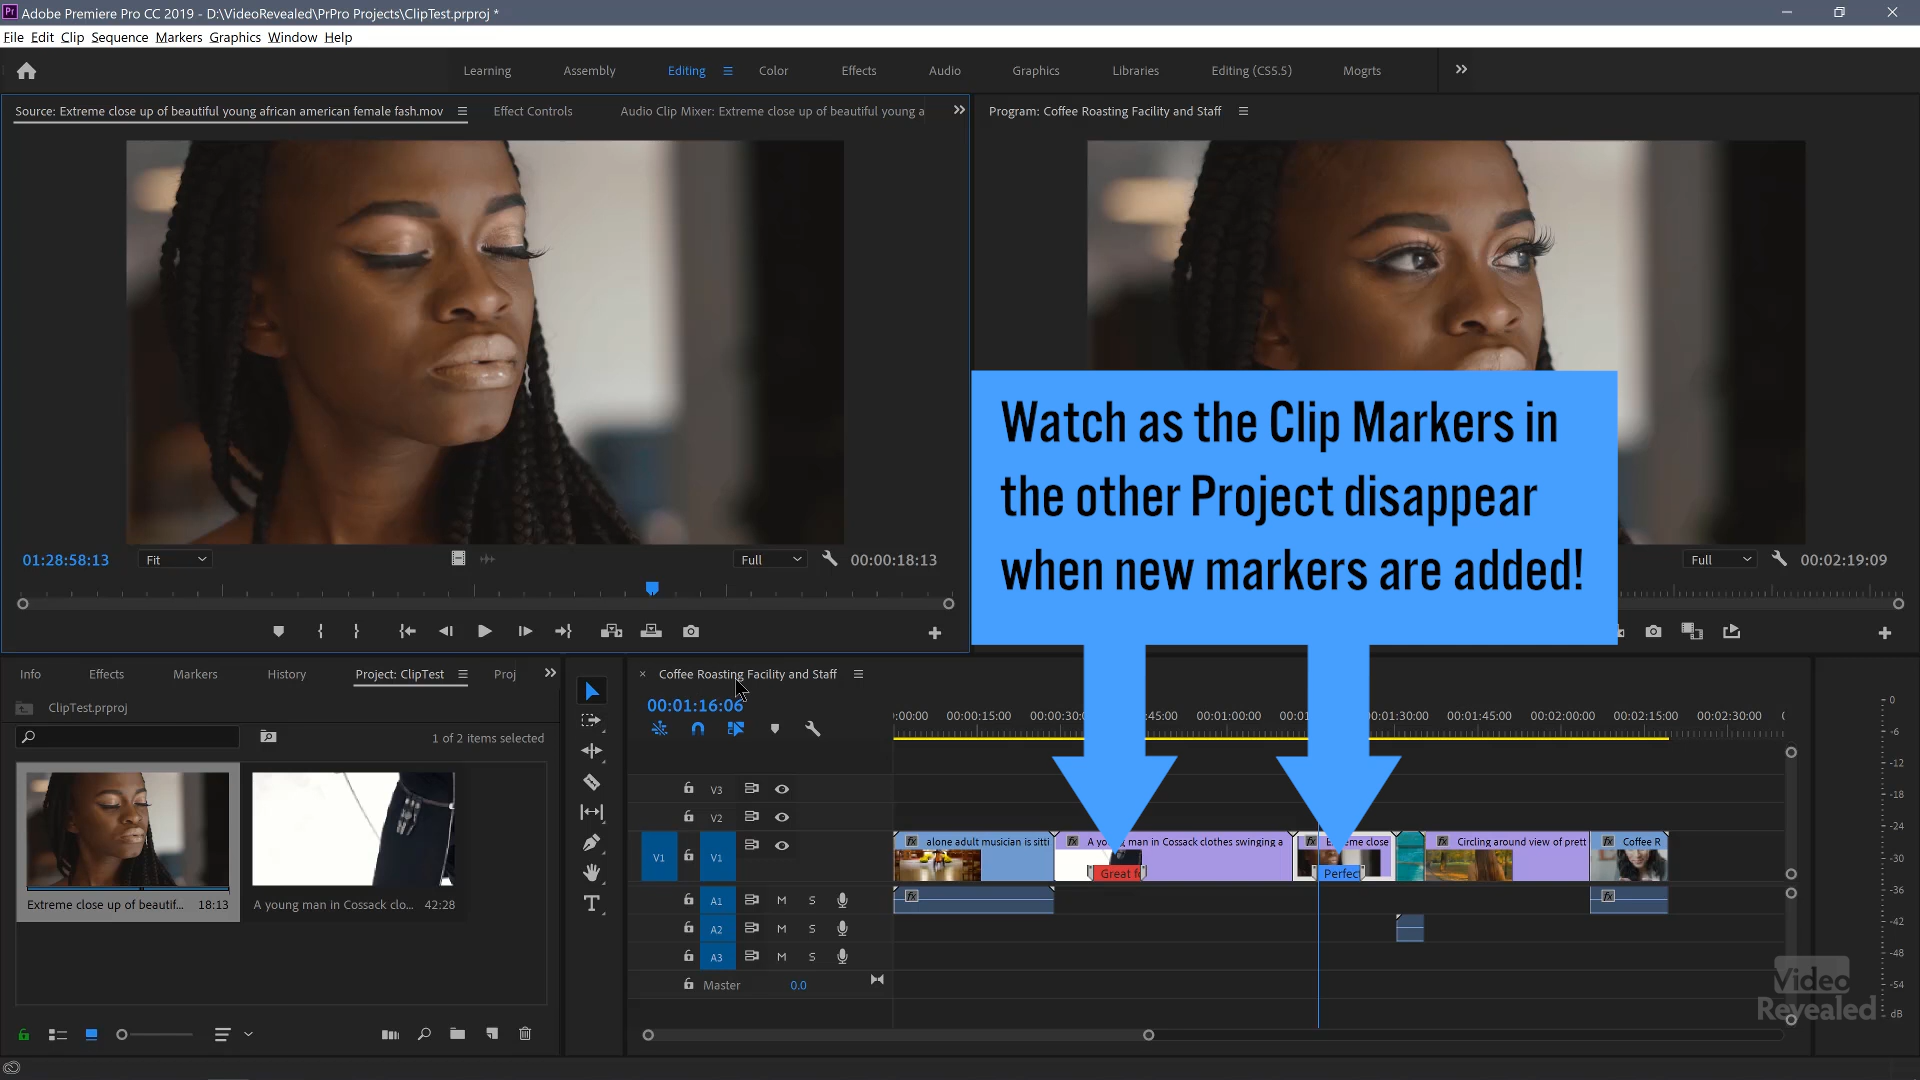 Adobe Premiere Pro CC 2019 - D:\VideoRevealed\PrPro Projects\ClipTest.prproj *
File Edit Clip Sequence Markers Graphics Window Help
Learning Assembly Editing Color Effects Audio Graphics Libraries Editing (CS5.5) Mogrts
Source: Extreme close up of beautiful young african american female fash.mov Effect Controls Audio Clip Mixer: Extreme close up of beautiful young a
Program: Coffee Roasting Facility and Staff
Watch as the Clip Markers in
the other Project disappear
when new markers are added!
01:28:58:13 Fit Full 00:00:18:13
Full 00:02:19:09
Info Effects Markers History Project: ClipTest Proj
ClipTest.prproj
1 of 2 items selected
Extreme close up of beautif... 18:13 A young man in Cossack clo... 42:28
Coffee Roasting Facility and Staff
00:01:16:06
:00:00 00:00:15:00 00:00:30:0 :45:00 00:01:00:00 00:01 :01:30:00 00:01:45:00 00:02:00:00 00:02:15:00 00:02:30:00
V3
V2
V1 V1
alone adult musician is sitti A yo man in Cossack clothes swinging a close Circling around view of prett Coffee R
Great fo Perfec
A1 M S
A2 M S
A3 M S
Master 0.0
0
-6
-12
-18
-24
-30
-36
-42
-48
-54
dB
Video
Revealed